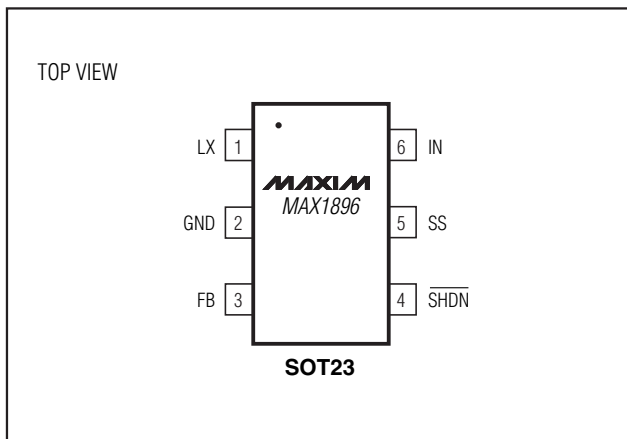 TOP VIEW
LX 1
6 IN
MAXIM
MAX1896
GND 2
5 SS
FB 3
4 SHDN
SOT23